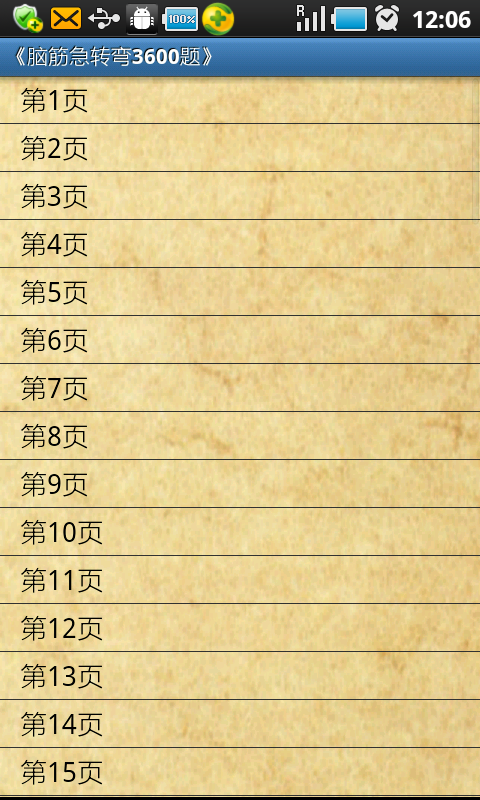 R 100% 12:06
《脑筋急转弯3600题》
第1页
第2页
第3页
第4页
第5页
第6页
第7页
第8页
第9页
第10页
第11页
第12页
第13页
第14页
第15页